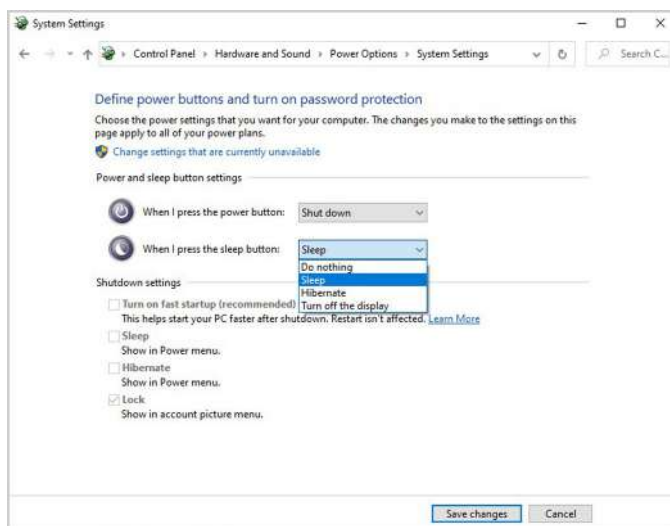 System Settings
Control Panel > Hardware and Sound > Power Options > System Settings
Search C...
Define power buttons and turn on password protection
Choose the power settings that you want for your computer. The changes you make to the settings on this
page apply to all of your power plans.
Change settings that are currently unavailable
Power and sleep button settings
When I press the power button: Shut down
When I press the sleep button: Sleep
Do nothing
Sleep
Hibernate
Turn off the display
Shutdown settings
Turn on fast startup (recommended)
This helps start your PC faster after shutdown. Restart isn't affected. Learn More
Sleep
Show in Power menu.
Hibernate
Show in Power menu.
Lock
Show in account picture menu.
Save changes Cancel